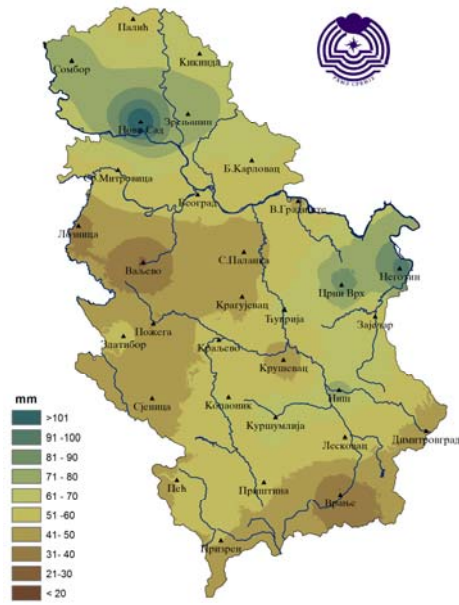 Палић
Сомбор
Кикинда
Нови Сад
Зрењанин
Б.Карловац
Митровица
Београд
В.Градиште
Лозница
Ваљево
С.Паланка
Неготин
Црни Врх
Крагујевац
Ћуприја
Зајечар
Пожега
Златибор
Краљево
Крушевац
Сјеница
Копаоник
Ниш
Куршумлија
Димитровград
Лесковац
Пећ
Приштина
Врање
Призрен
mm
>101
91 -100
81 - 90
71 - 80
61 - 70
51 -60
41 - 50
31 - 40
21-30
< 20